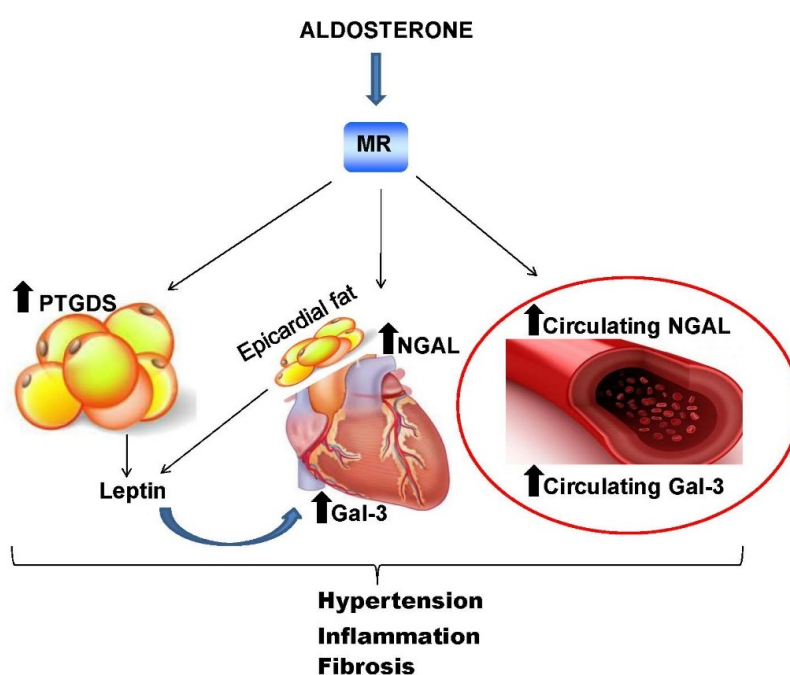 ALDOSTERONE
MR
PTGDS
Epicardial fat
NGAL
Circulating NGAL
Leptin
Gal-3
Circulating Gal-3
Hypertension
Inflammation
Fibrosis